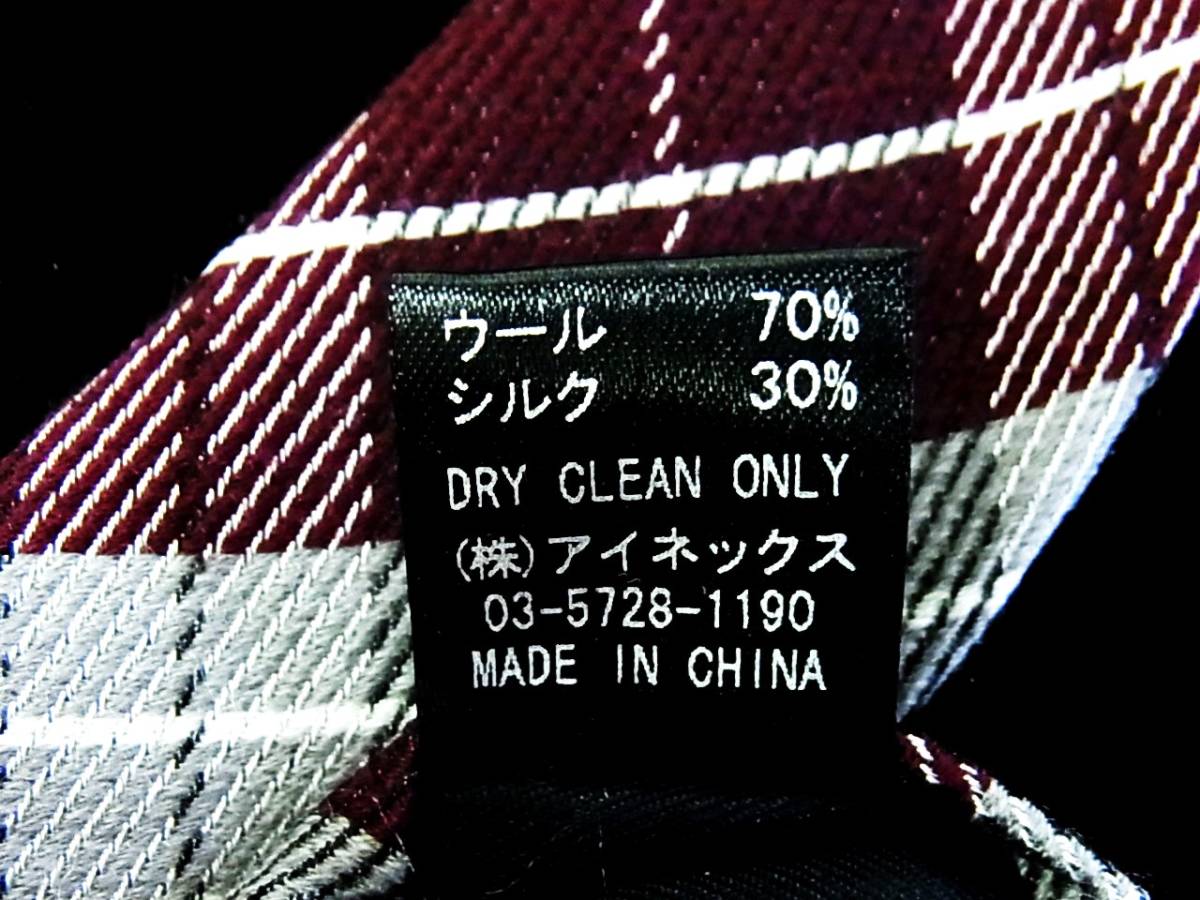 ウール 70%
シルク 30%
DRY CLEAN ONLY
(株)アイネックス
03-5728-1190
MADE IN CHINA